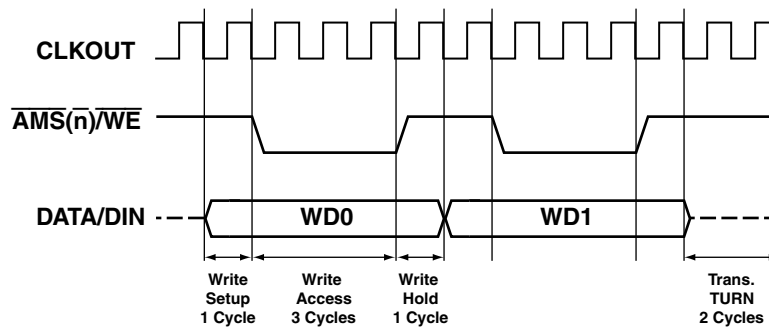 CLKOUT
AMS(n)/WE
DATA/DIN
WD0
WD1
Write
Setup
1 Cycle
Write
Access
3 Cycles
Write
Hold
1 Cycle
Trans.
TURN
2 Cycles